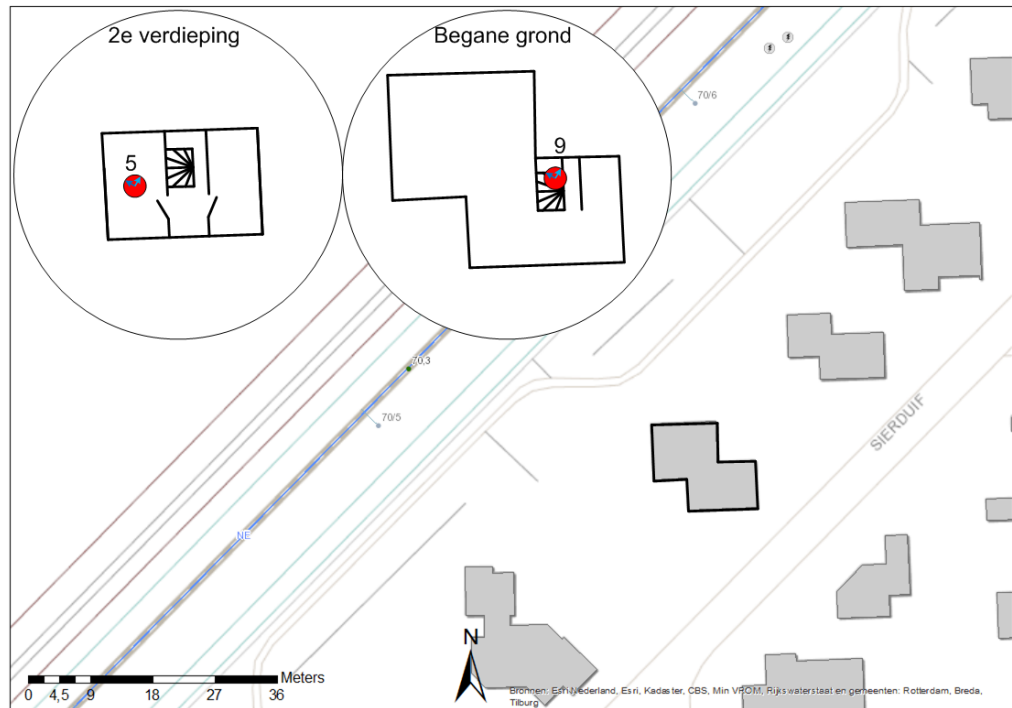 2e verdieping
Begane grond
5
9
70/6
70,3
70/5
SIERDUIF
NE
N
Meters
0 4,5 9 18 27 36
Bronnen: Esri Nederland, Esri, Kadaster, CBS, Min VROM, Rijkswaterstaat en gemeenten: Rotterdam, Breda,
Tilburg